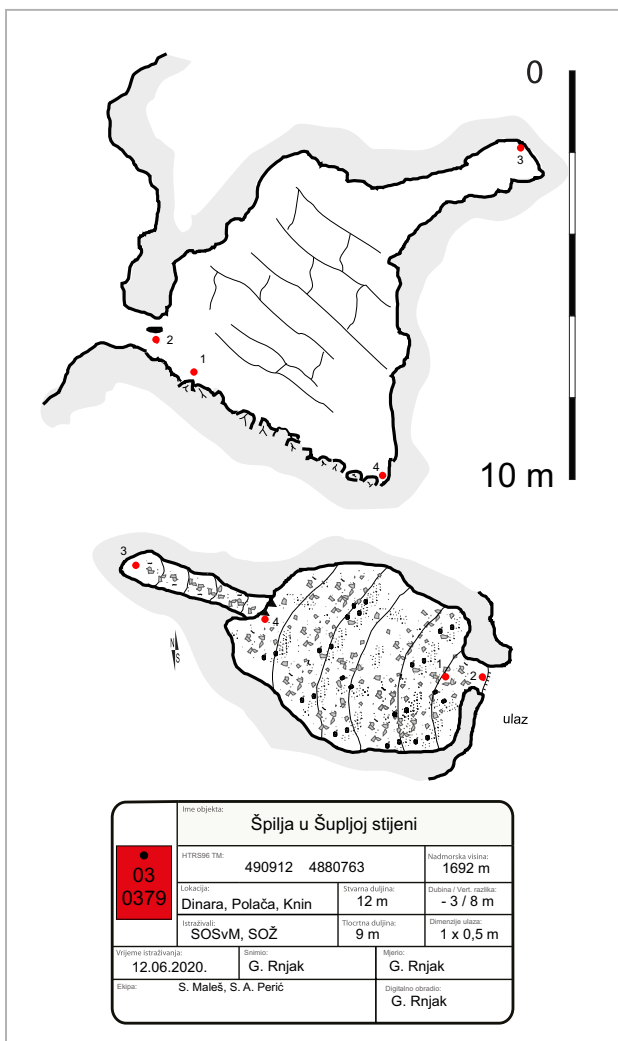 0
3
2
1
4
10 m
3
4
N
S
1
2
ulaz
Ime objekta:
Špilja u Šupljoj stijeni
03
0379
HTRS96 TM:
490912 4880763
Nadmorska visina:
1692 m
Lokacija:
Dinara, Polača, Knin
Stvarna duljina:
12 m
Dubina / Vert. razlika:
- 3 / 8 m
Istraživali:
SOSvM, SOŽ
Tlocrtna duljina:
9 m
Dimenzije ulaza:
1 x 0,5 m
Vrijeme istraživanja:
12.06.2020.
Snimio:
G. Rnjak
Mjerio:
G. Rnjak
Ekipa:
S. Maleš, S. A. Perić
Digitalno obradio:
G. Rnjak